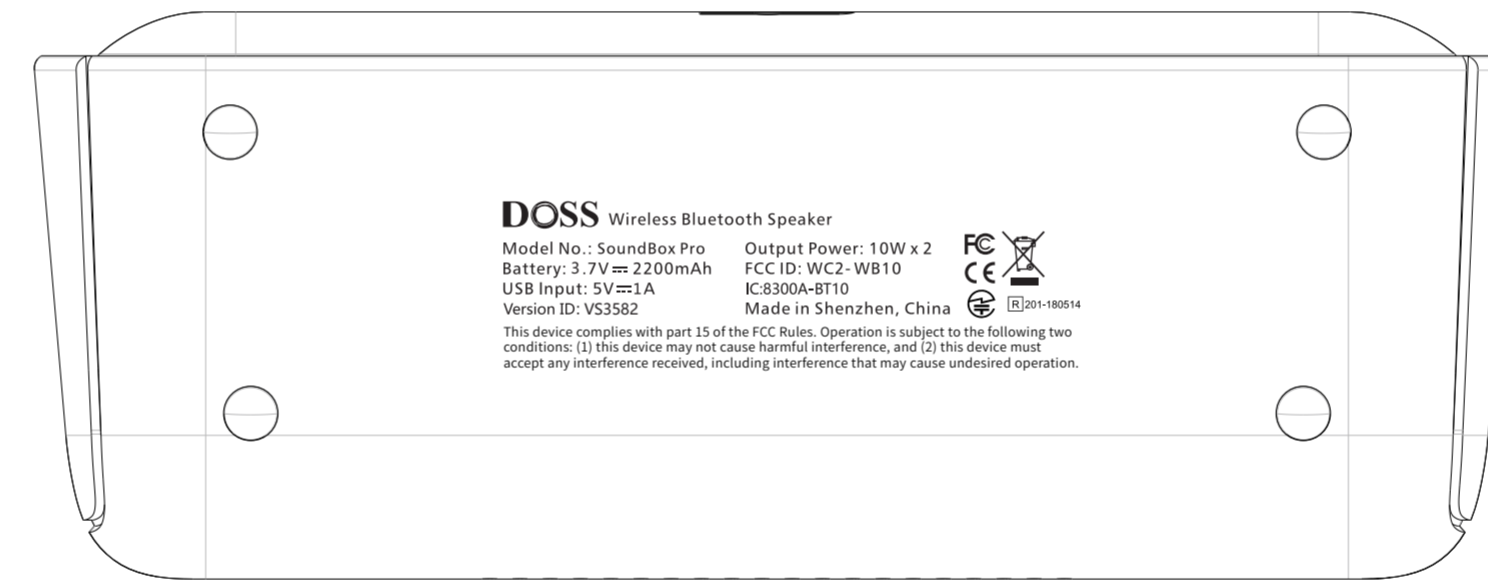 DOSS Wireless Bluetooth Speaker
Model No.: SoundBox Pro
Battery: 3.7V⎓2200mAh
USB Input: 5V⎓1A
Version ID: VS3582
Output Power: 10W x 2
FCC ID: WC2-WB10
IC:8300A-BT10
Made in Shenzhen, China
FC
CE
R 201-180514
This device complies with part 15 of the FCC Rules. Operation is subject to the following two
conditions: (1) this device may not cause harmful interference, and (2) this device must
accept any interference received, including interference that may cause undesired operation.